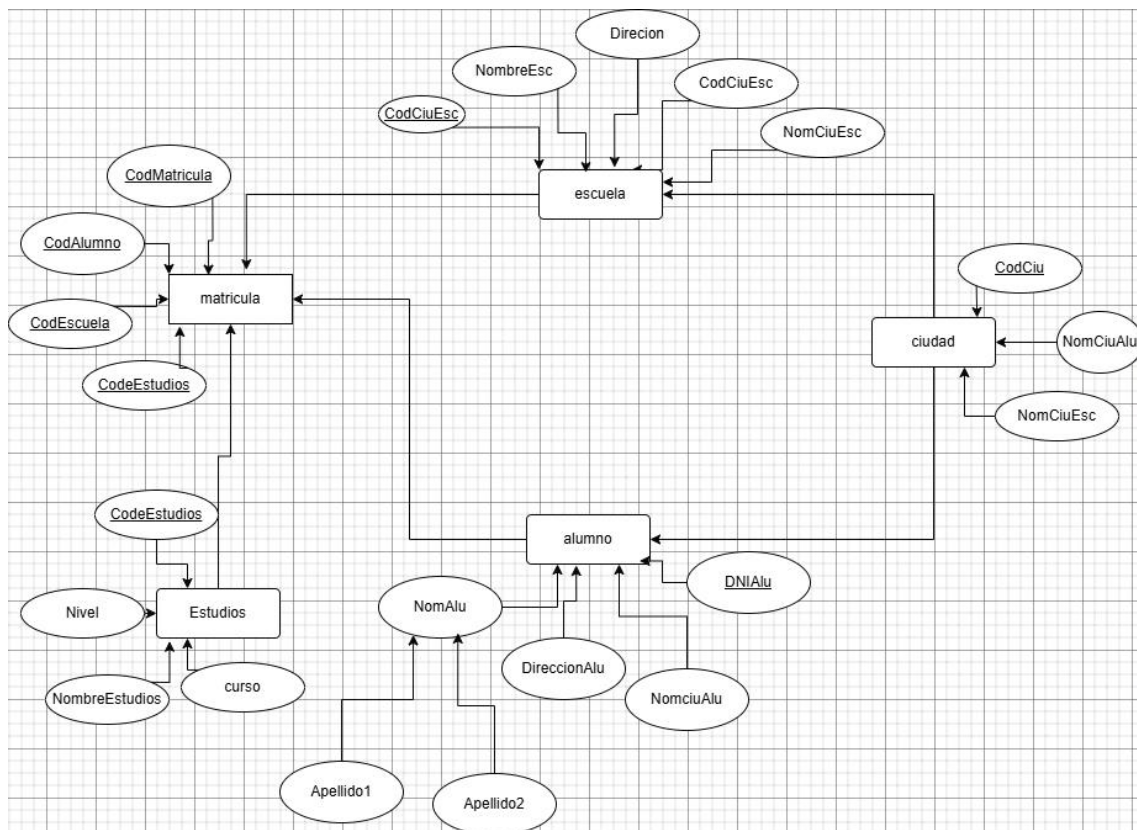 Direcion
NombreEsc
CodCiuEsc
CodCiuEsc
NomCiuEsc
escuela
CodMatricula
CodAlumno
matricula
CodEscuela
CodeEstudios
CodCiu
ciudad
NomCiuAlu
NomCiuEsc
CodeEstudios
alumno
DNIAlu
Nivel
Estudios
NomAlu
DireccionAlu
NombreEstudios
curso
NomciuAlu
Apellido1
Apellido2